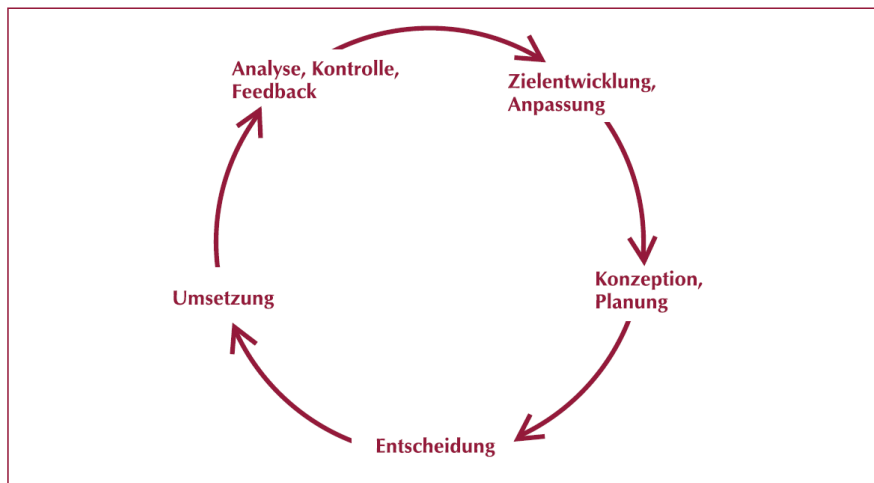 Analyse, Kontrolle,
Feedback
Zielentwicklung,
Anpassung
Konzeption,
Planung
Entscheidung
Umsetzung